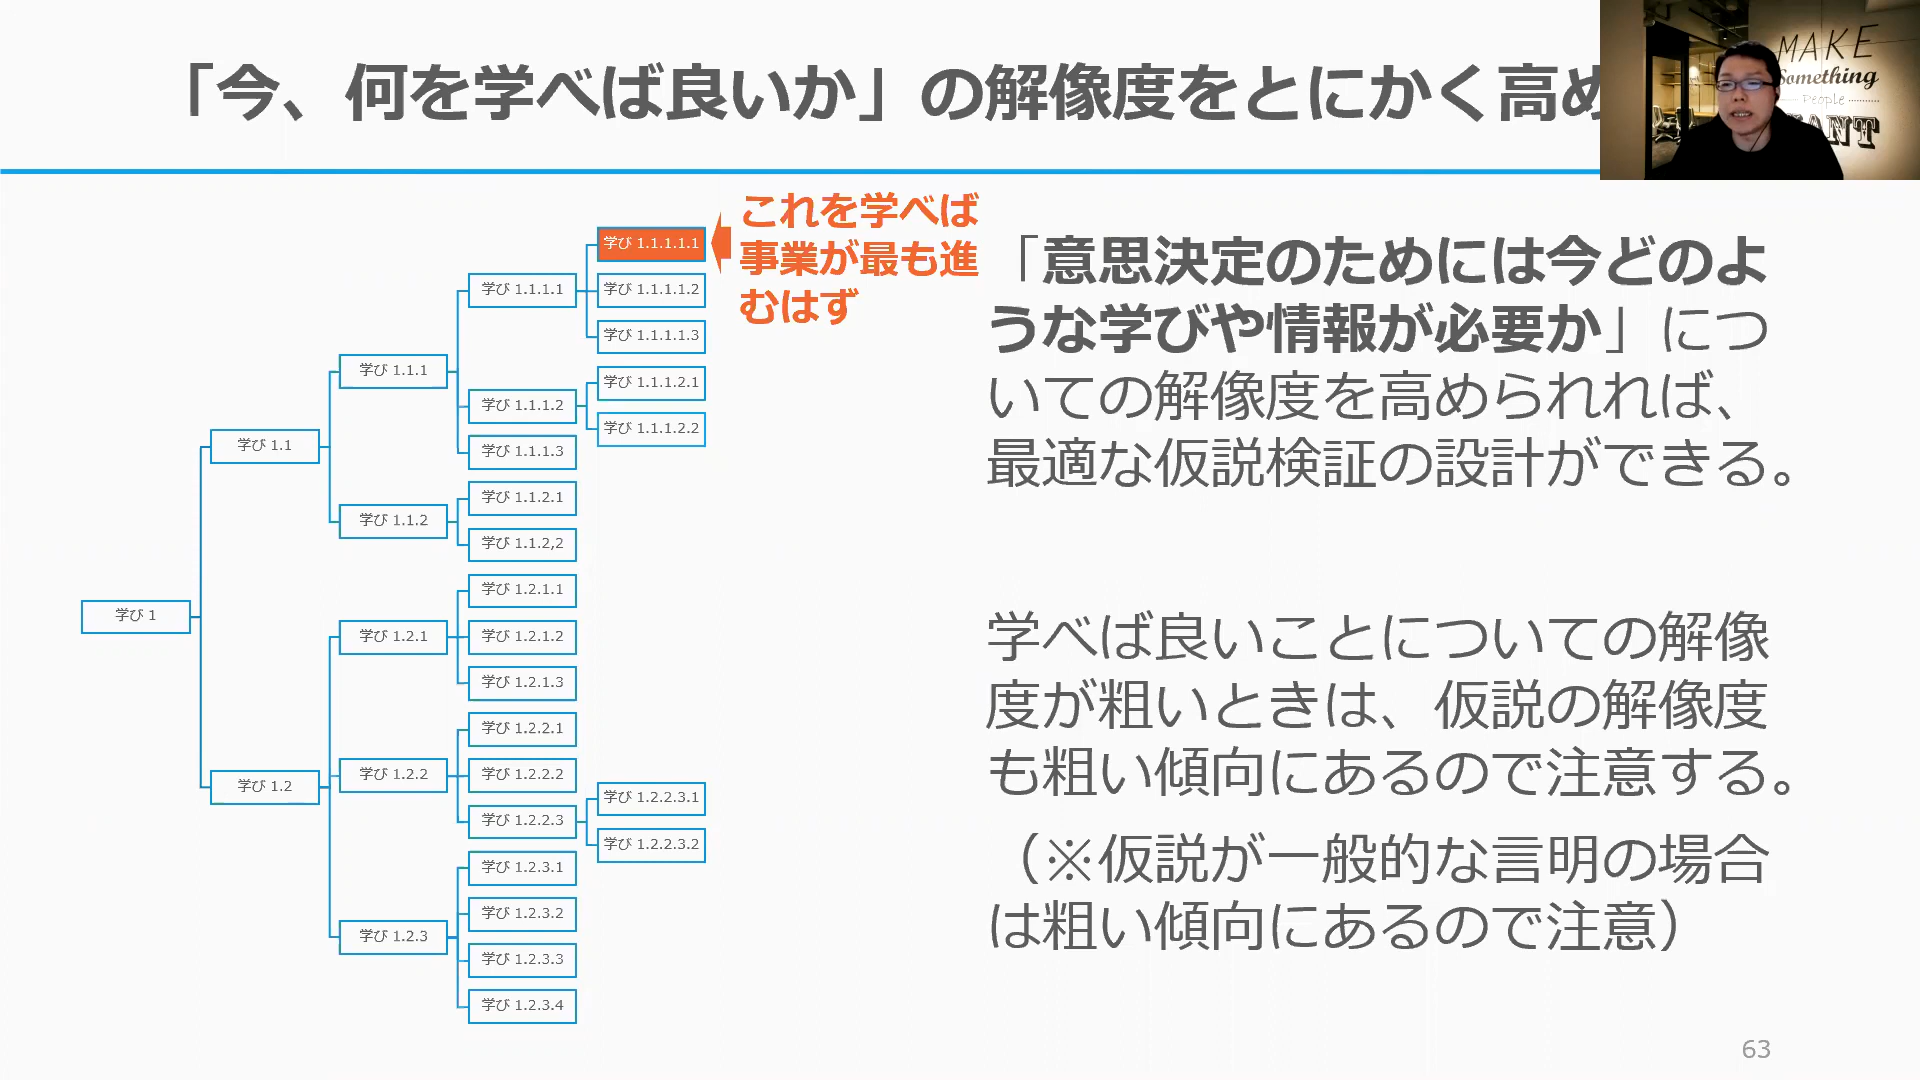 「今、何を学べば良いか」の解像度をとにかく高め
MAKE
Something
People
WANT
これを学べば
事業が最も進
むはず
学び 1
学び 1.1
学び 1.2
学び 1.1.1
学び 1.1.2
学び 1.2.1
学び 1.2.2
学び 1.2.3
学び 1.1.1.1
学び 1.1.1.2
学び 1.1.1.3
学び 1.1.2.1
学び 1.1.2,2
学び 1.2.1.1
学び 1.2.1.2
学び 1.2.1.3
学び 1.2.2.1
学び 1.2.2.2
学び 1.2.2.3
学び 1.2.3.1
学び 1.2.3.2
学び 1.2.3.3
学び 1.2.3.4
学び 1.1.1.1.1
学び 1.1.1.1.2
学び 1.1.1.1.3
学び 1.1.1.2.1
学び 1.1.1.2.2
学び 1.2.2.3.1
学び 1.2.2.3.2
「意思決定のためには今どのよ
うな学びや情報が必要か」につ
いての解像度を高められれば、
最適な仮説検証の設計ができる。
学べば良いことについての解像
度が粗いときは、仮説の解像度
も粗い傾向にあるので注意する。
（※仮説が一般的な言明の場合
は粗い傾向にあるので注意）
63